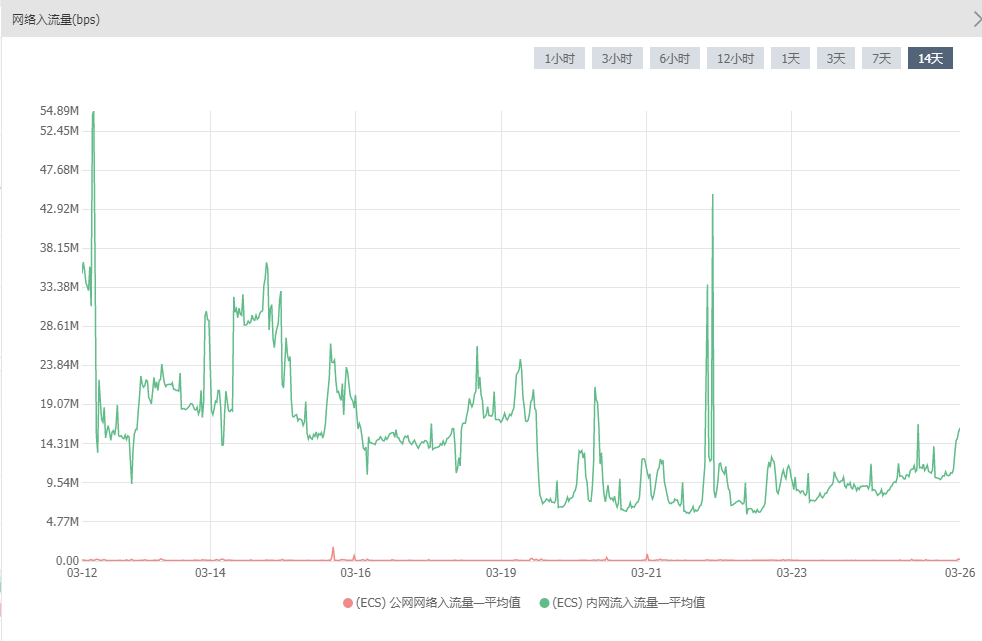 网络入流量(bps)
1小时 3小时 6小时 12小时 1天 3天 7天 14天
54.89M
52.45M
47.68M
42.92M
38.15M
33.38M
28.61M
23.84M
19.07M
14.31M
9.54M
4.77M
0.00
03-12 03-14 03-16 03-19 03-21 03-23 03-26
(ECS) 公网网络入流量—平均值 (ECS) 内网流入流量—平均值